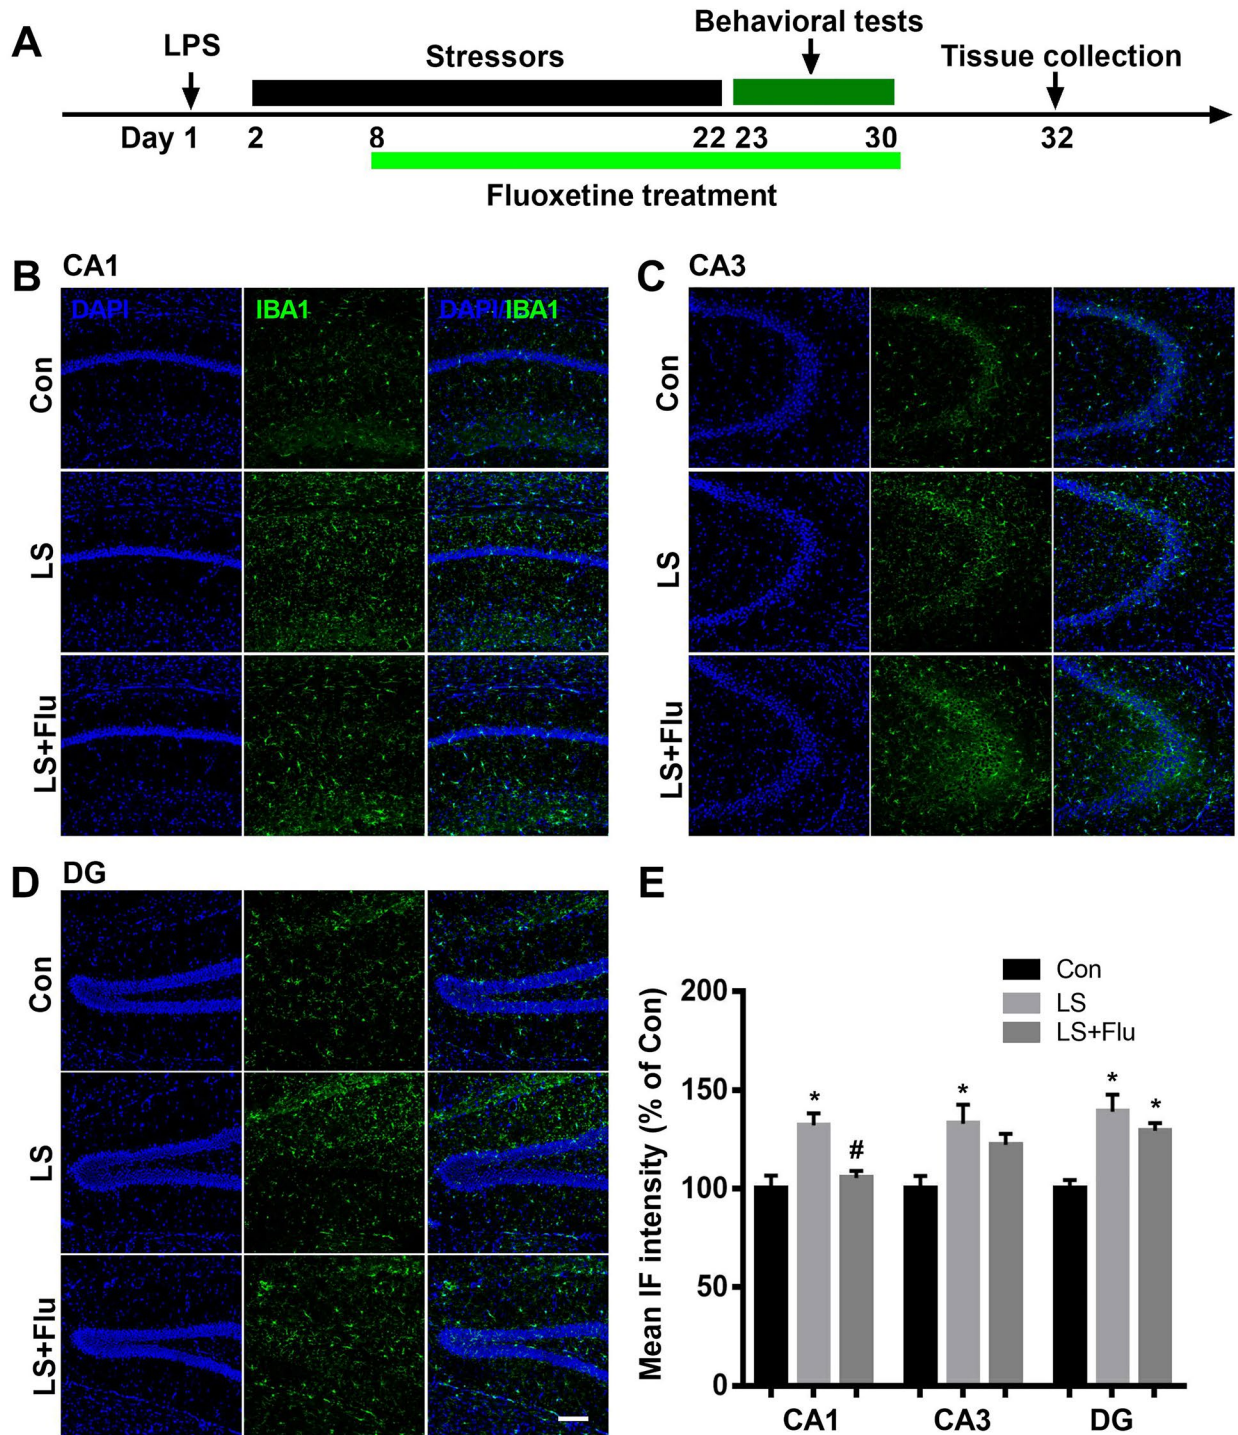 A
LPS
Stressors
Behavioral tests
Tissue collection
Day 1
2
8
22
23
30
32
Fluoxetine treatment
B
CA1
DAPI
IBA1
DAPI/IBA1
Con
LS
LS+Flu
C
CA3
Con
LS
LS+Flu
D
DG
Con
LS
LS+Flu
E
Con
LS
LS+Flu
Mean IF intensity (% of Con)
200
150
100
50
0
*
#
*
*
*
CA1
CA3
DG